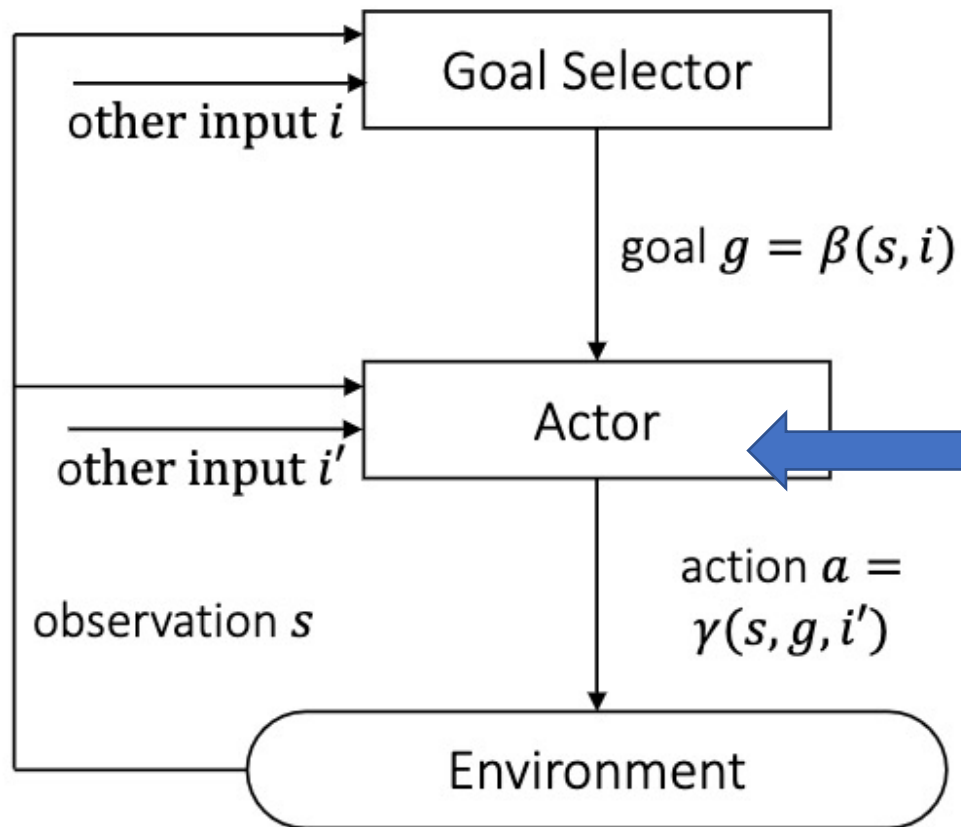 Goal Selector
other input i
goal g = β(s, i)
Actor
other input i′
action a =
γ(s, g, i′)
observation s
Environment